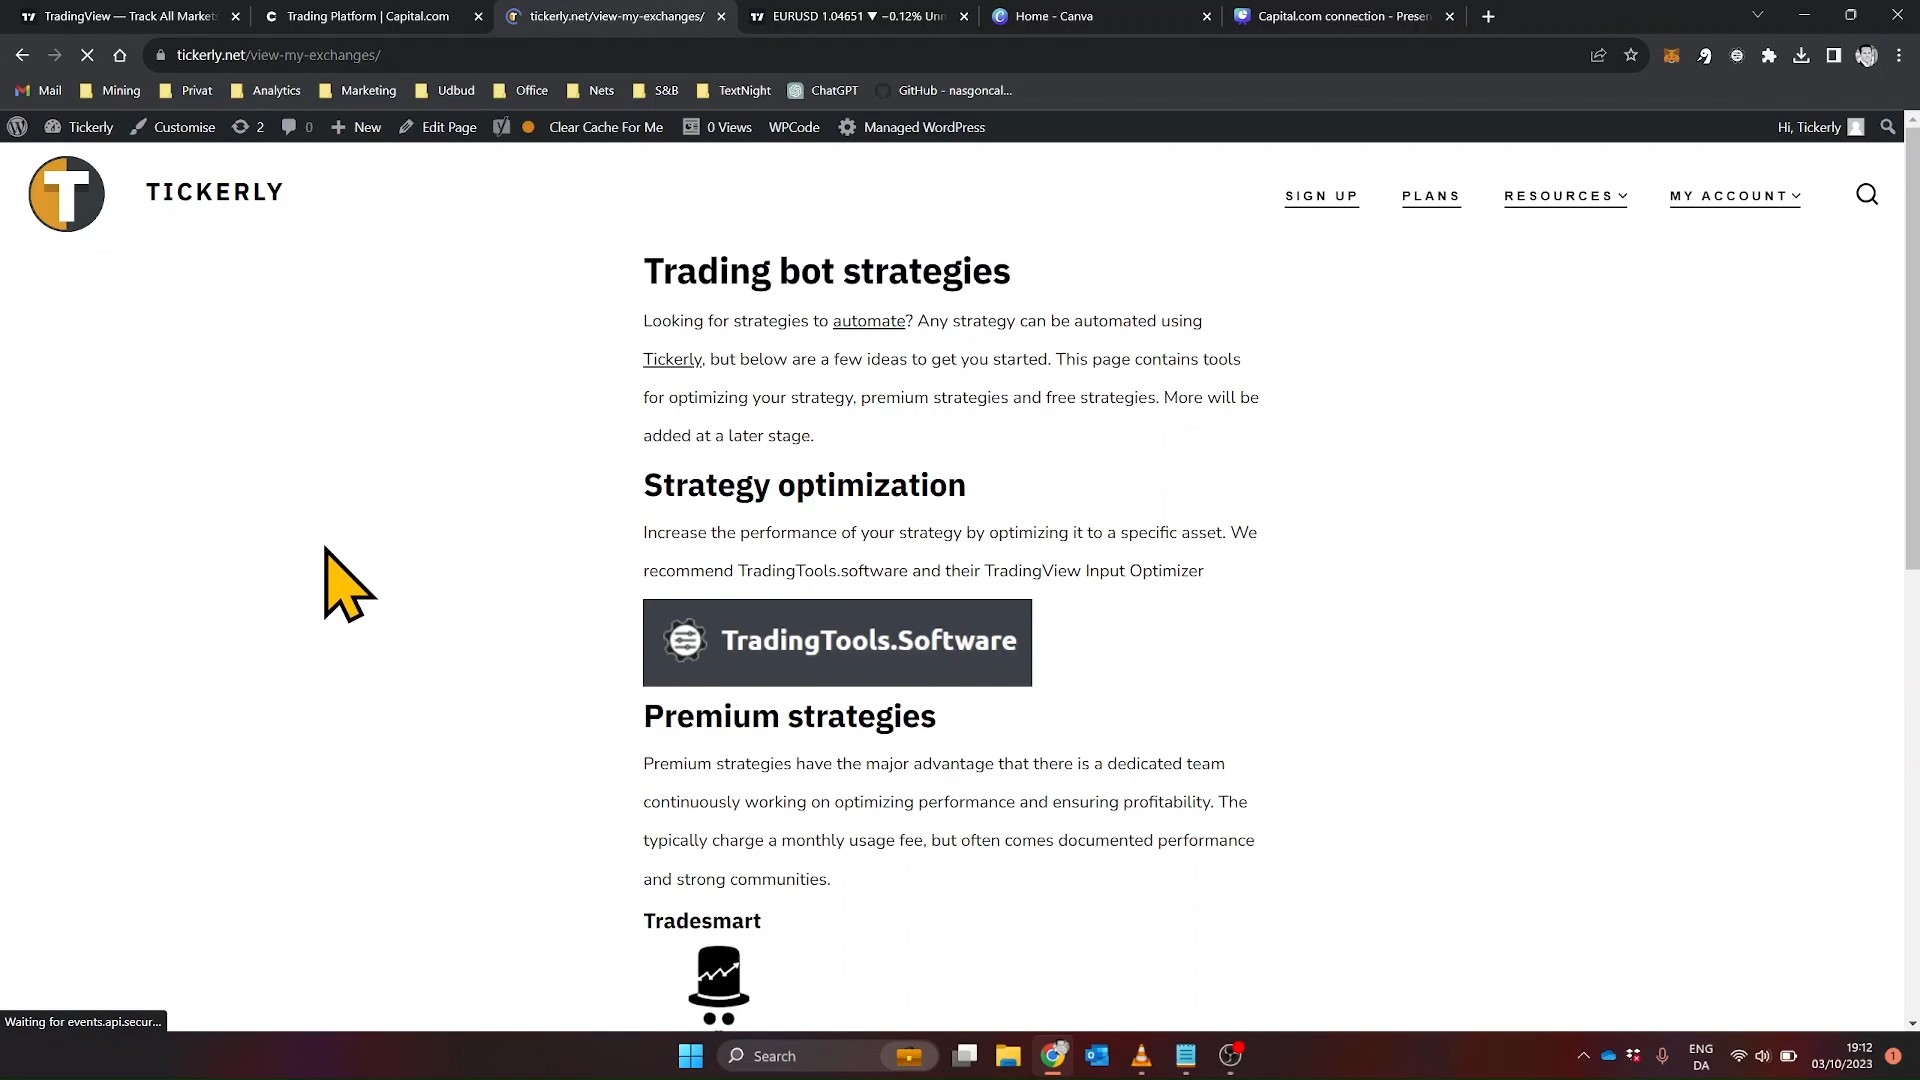 TradingView — Track All Market
Trading Platform | Capital.com
tickerly.net/view-my-exchanges/
EURUSD 1.04651 ▼ −0.12% Unn
Home - Canva
Capital.com connection - Presen
tickerly.net/view-my-exchanges/
Mail
Mining
Privat
Analytics
Marketing
Udbud
Office
Nets
S&B
TextNight
ChatGPT
GitHub - nasgoncal...
Tickerly
Customise
2
0
New
Edit Page
Clear Cache For Me
0 Views
WPCode
Managed WordPress
Hi, Tickerly
T
TICKERLY
SIGN UP
PLANS
RESOURCES
MY ACCOUNT
Trading bot strategies
Looking for strategies to automate? Any strategy can be automated using
Tickerly, but below are a few ideas to get you started. This page contains tools
for optimizing your strategy, premium strategies and free strategies. More will be
added at a later stage.
Strategy optimization
Increase the performance of your strategy by optimizing it to a specific asset. We
recommend TradingTools.software and their TradingView Input Optimizer
TradingTools.Software
Premium strategies
Premium strategies have the major advantage that there is a dedicated team
continuously working on optimizing performance and ensuring profitability. The
typically charge a monthly usage fee, but often comes documented performance
and strong communities.
Tradesmart
Waiting for events.api.secur...
Search
ENG
DA
19:12
03/10/2023
1